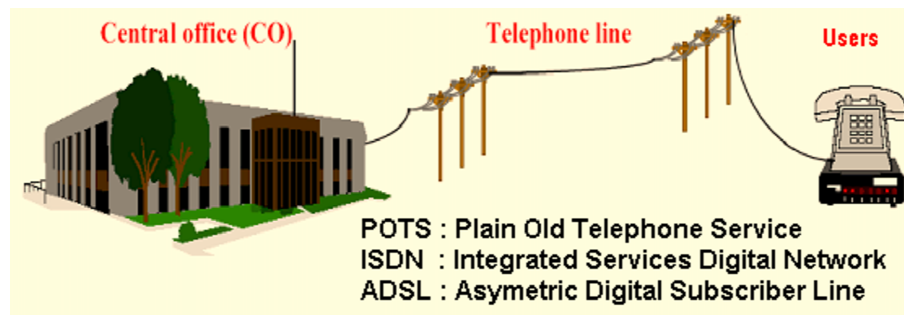 Central office (CO)
Telephone line
Users
POTS : Plain Old Telephone Service
ISDN : Integrated Services Digital Network
ADSL : Asymetric Digital Subscriber Line